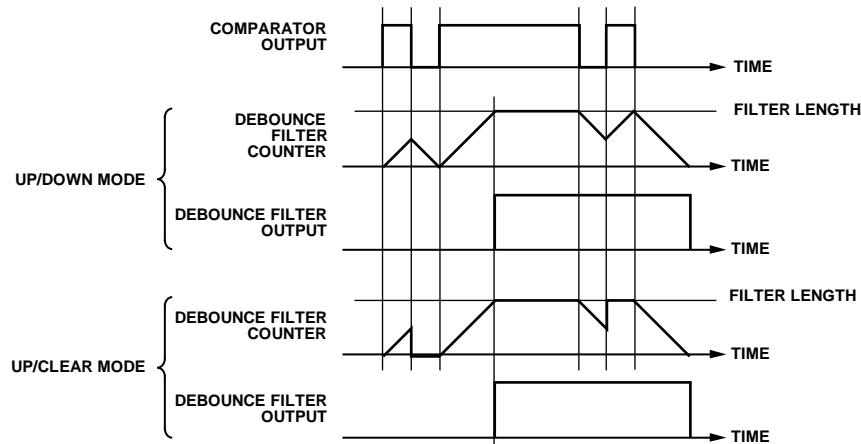 COMPARATOR
OUTPUT
TIME
FILTER LENGTH
DEBOUNCE
FILTER
COUNTER
TIME
UP/DOWN MODE
DEBOUNCE FILTER
OUTPUT
TIME
FILTER LENGTH
DEBOUNCE FILTER
COUNTER
TIME
UP/CLEAR MODE
DEBOUNCE FILTER
OUTPUT
TIME